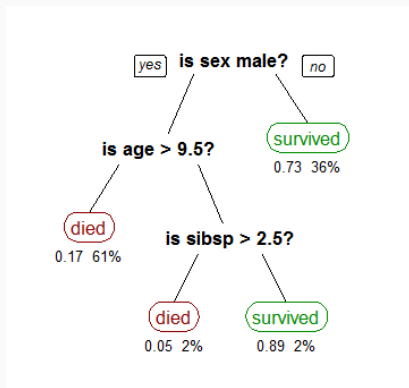 yes is sex male? no
survived
0.73 36%
is age > 9.5?
died
0.17 61%
is sibsp > 2.5?
died survived
0.05 2% 0.89 2%